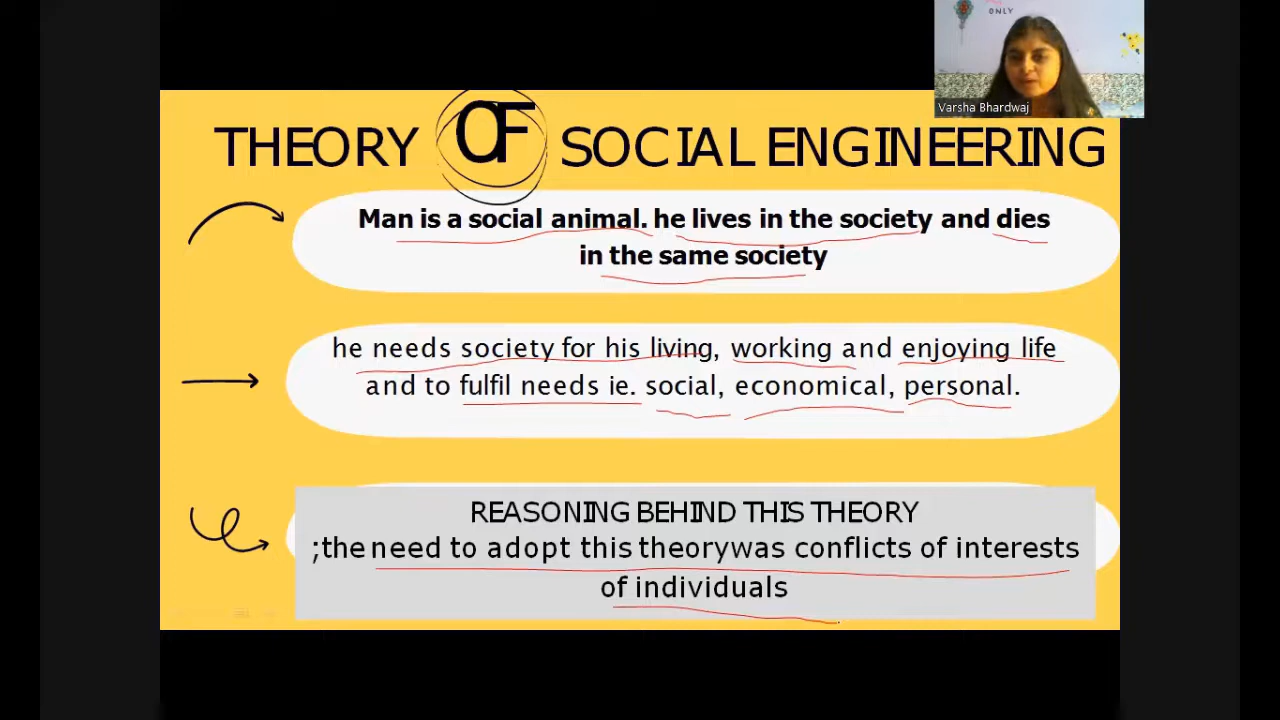 ONLY
Varsha Bhardwaj
THEORY OF SOCIAL ENGINEERING
Man is a social animal. he lives in the society and dies
in the same society
he needs society for his living, working and enjoying life
and to fulfil needs ie. social, economical, personal.
REASONING BEHIND THIS THEORY
;the need to adopt this theorywas conflicts of interests
of individuals